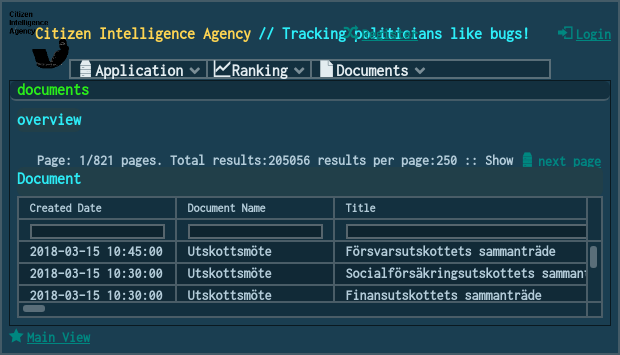 Citizen
Intelligence
Agency
Citizen Intelligence Agency // Tracking politicians like bugs!
Login
Application Ranking Documents
documents
overview
Page: 1/821 pages. Total results:205056 results per page:250 :: Show next page
Document
Created Date Document Name Title
2018-03-15 10:45:00 Utskottsmöte Försvarsutskottets sammanträde
2018-03-15 10:30:00 Utskottsmöte Socialförsäkringsutskottets samman
2018-03-15 10:30:00 Utskottsmöte Finansutskottets sammanträde
Main View